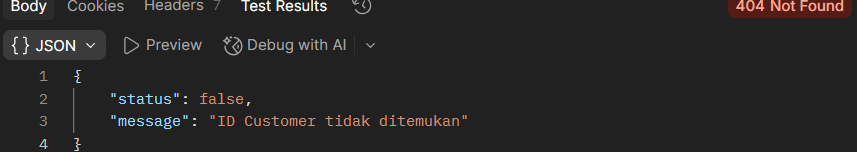 Body Cookies Headers 7 Test Results 404 Not Found
{} JSON Preview Debug with AI
1 {
2 "status": false,
3 "message": "ID Customer tidak ditemukan"
4 }